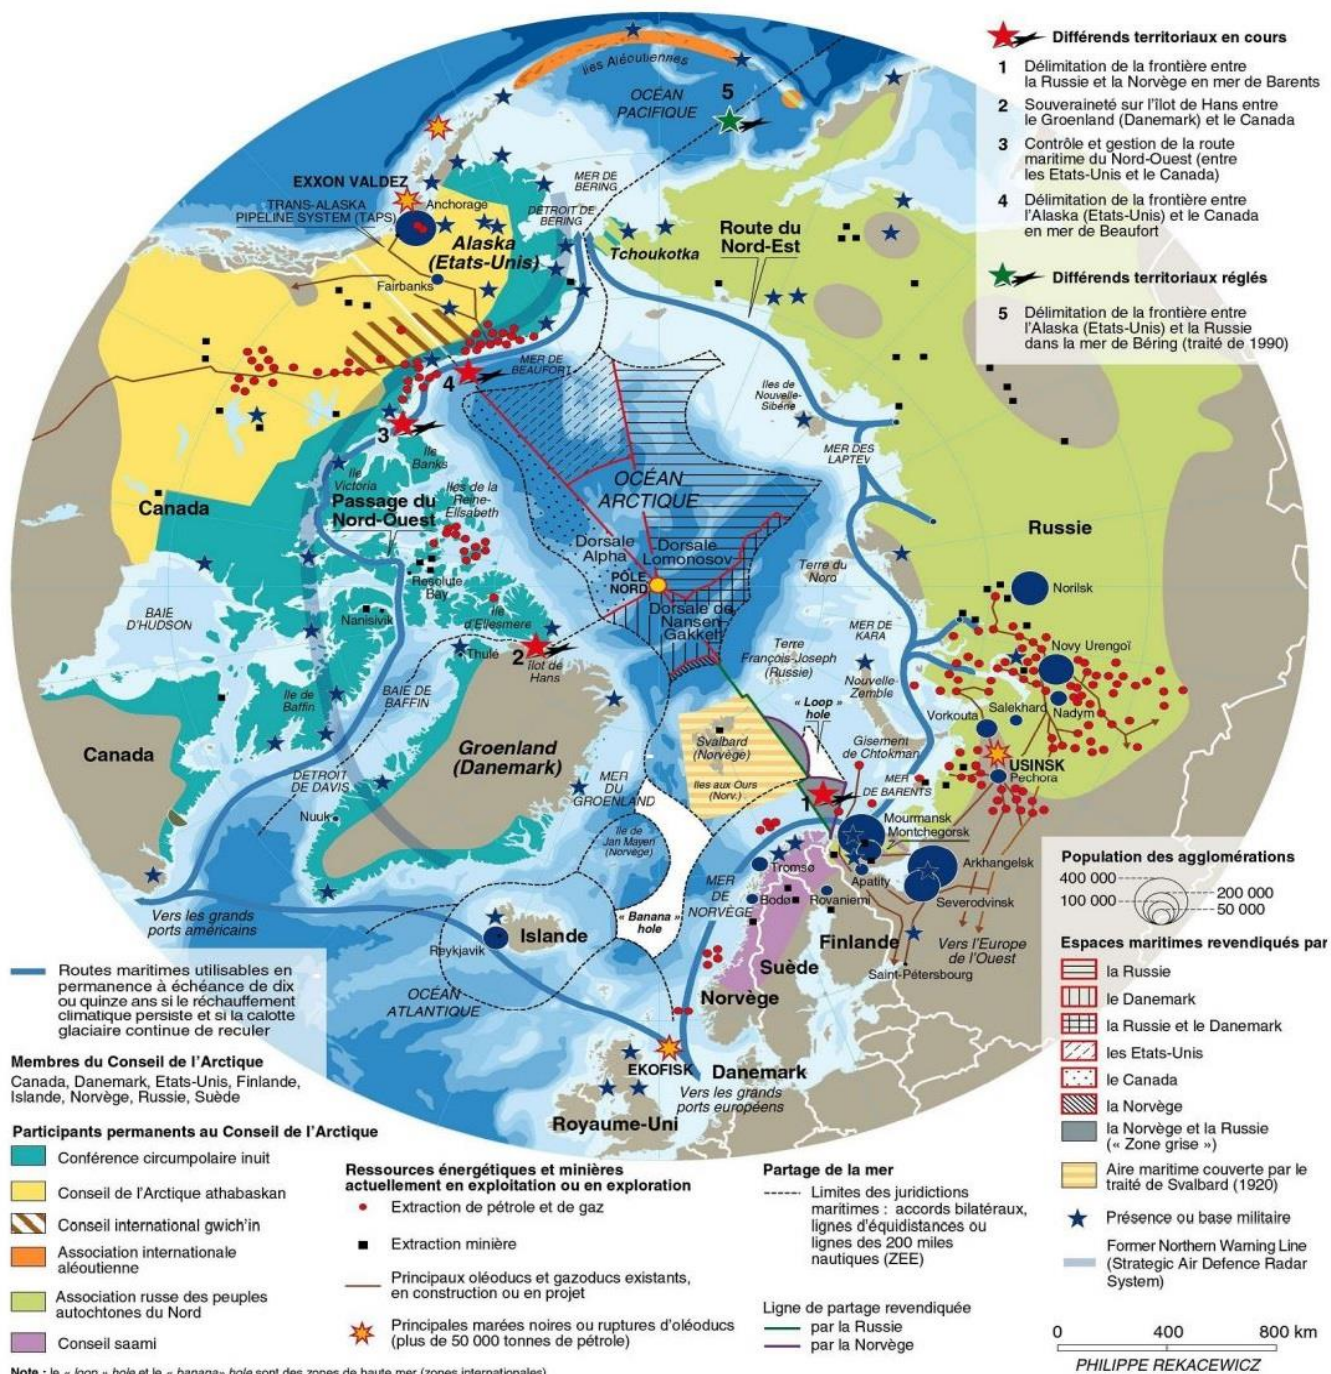 Différends territoriaux en cours
1 Délimitation de la frontière entre
la Russie et la Norvège en mer de Barents
2 Souveraineté sur l'îlot de Hans entre
le Groenland (Danemark) et le Canada
3 Contrôle et gestion de la route
maritime du Nord-Ouest (entre
les Etats-Unis et le Canada)
4 Délimitation de la frontière entre
l'Alaska (Etats-Unis) et le Canada
en mer de Beaufort
Différends territoriaux réglés
5 Délimitation de la frontière entre
l'Alaska (Etats-Unis) et la Russie
dans la mer de Béring (traité de 1990)
Iles Aléoutiennes
OCÉAN
PACIFIQUE
5
EXXON VALDEZ
TRANS-ALASKA
PIPELINE SYSTEM (TAPS)
Anchorage
MER DE
BÉRING
DÉTROIT DE
BÉRING
Alaska
(Etats-Unis)
Fairbanks
Tchoukotka
Route du
Nord-Est
MER DE
BEAUFORT
4
3
Ile
Banks
Ile
Victoria
Iles de
Nouvelle-
Sibérie
MER DES
LAPTEV
Canada
Passage du
Nord-Ouest
Iles de la
Reine-
Elisabeth
OCÉAN
ARCTIQUE
Russie
Dorsale
Alpha
Dorsale
Lomonosov
PÔLE
NORD
Dorsale de
Nansen
Gakkel
Terre du
Nord
Norilsk
BAIE
D'HUDSON
Resolute
Bay
Nanisivik
Ile
d'Ellesmere
Thulé
2
îlot de
Hans
MER DE
KARA
Terre
François-Joseph
(Russie)
Nouvelle-
Zemble
Novy Urengoï
Salekhard
Nadym
Vorkouta
USINSK
Pechora
Ile de
Baffin
BAIE DE
BAFFIN
« Loop »
hole
Gisement
de Chtokman
Svalbard
(Norvège)
Iles aux Ours
(Norv.)
Canada
Groenland
(Danemark)
DÉTROIT
DE DAVIS
Nuuk
MER
DU
GROENLAND
Ile de
Jan Mayen
(Norvège)
1
MER
DE BARENTS
Mourmansk
Montchegorsk
Apatity
Arkhangelsk
Severodvinsk
Tromsø
Bodø
Rovaniemi
MER
DE
NORVÈGE
« Banana »
hole
Vers les grands
ports américains
Reykjavik
Islande
Finlande
Suède
Norvège
Saint-Pétersbourg
Vers l'Europe
de l'Ouest
OCÉAN
ATLANTIQUE
EKOFISK
Danemark
Vers les grands
ports européens
Royaume-Uni
Population des agglomérations
400 000
200 000
100 000
50 000
Espaces maritimes revendiqués par
la Russie
le Danemark
la Russie et le Danemark
les Etats-Unis
le Canada
la Norvège
la Norvège et la Russie
(« Zone grise »)
Aire maritime couverte par le
traité de Svalbard (1920)
Présence ou base militaire
Former Northern Warning Line
(Strategic Air Defence Radar
System)
0 400 800 km
PHILIPPE REKACEWICZ
Routes maritimes utilisables en
permanence à échéance de dix
ou quinze ans si le réchauffement
climatique persiste et si la calotte
glaciaire continue de reculer
Membres du Conseil de l'Arctique
Canada, Danemark, Etats-Unis, Finlande,
Islande, Norvège, Russie, Suède
Participants permanents au Conseil de l'Arctique
Conférence circumpolaire inuit
Conseil de l'Arctique athabaskan
Conseil international gwich'in
Association internationale
aléoutienne
Association russe des peuples
autochtones du Nord
Conseil saami
Ressources énergétiques et minières
actuellement en exploitation ou en exploration
Extraction de pétrole et de gaz
Extraction minière
Principaux oléoducs et gazoducs existants,
en construction ou en projet
Principales marées noires ou ruptures d'oléoducs
(plus de 50 000 tonnes de pétrole)
Partage de la mer
Limites des juridictions
maritimes : accords bilatéraux,
lignes d'équidistances ou
lignes des 200 miles
nautiques (ZEE)
Ligne de partage revendiquée
par la Russie
par la Norvège
Note : le « loop » hole et le « banana» hole sont des zones de haute mer (zones internationales)